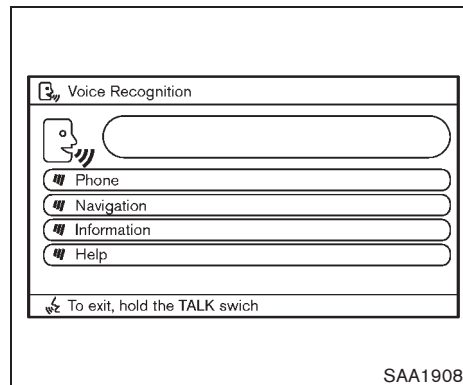 Voice Recognition
Phone
Navigation
Information
Help
To exit, hold the TALK swich
SAA1908